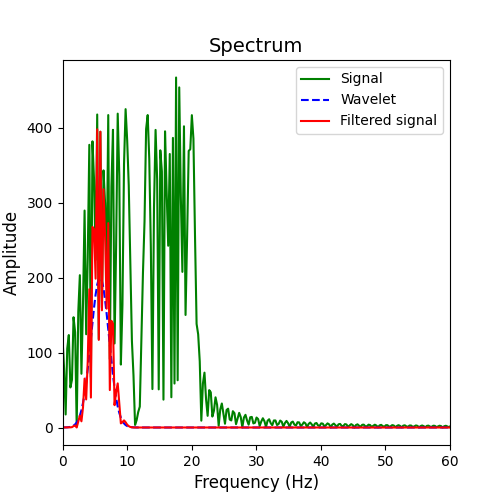 Spectrum
Signal
Wavelet
Filtered signal
Amplitude
400
300
200
100
0
0 10 20 30 40 50 60
Frequency (Hz)